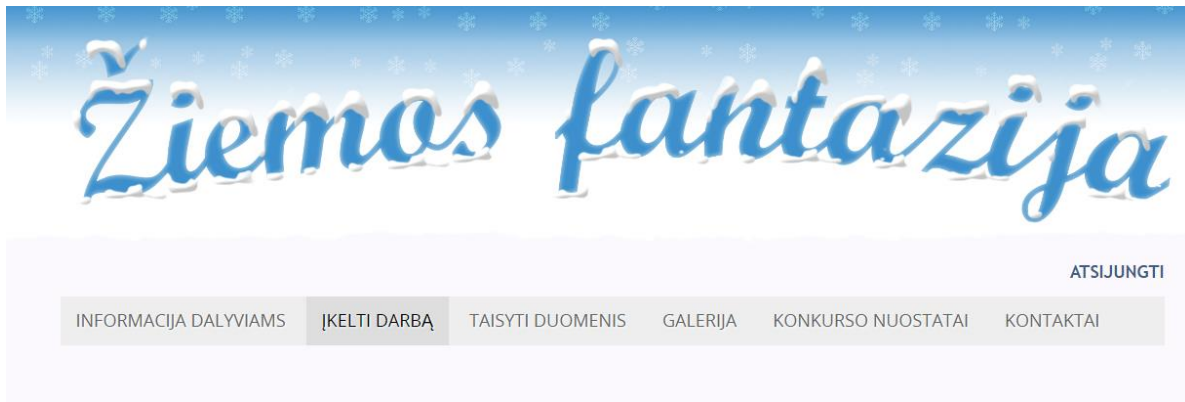 Žiemos fantazija
ATSIJUNGTI
INFORMACIJA DALYVIAMS ĮKELTI DARBĄ TAISYTI DUOMENIS GALERIJA KONKURSO NUOSTATAI KONTAKTAI